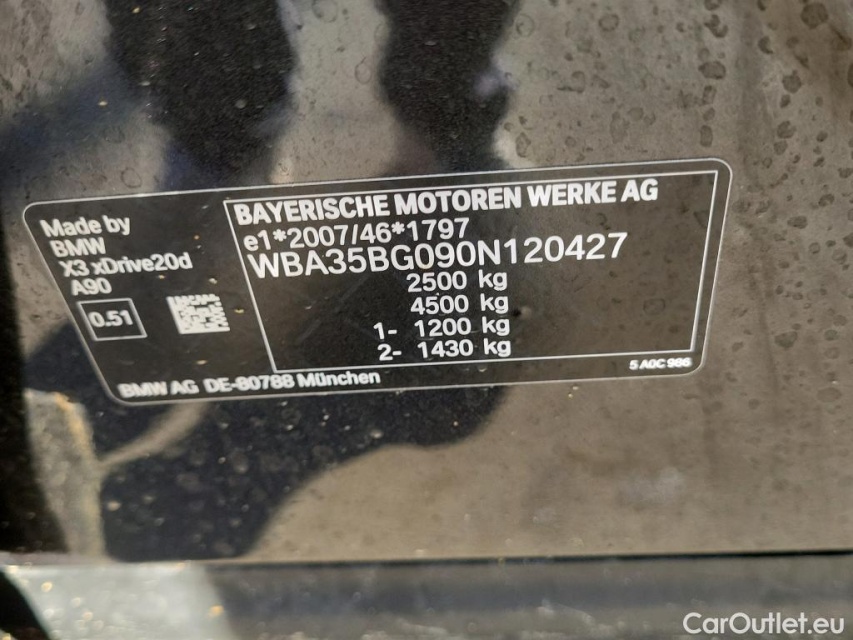 BAYERISCHE MOTOREN WERKE AG
e1*2007/46*1797
WBA35BG090N120427
2500 kg
4500 kg
1- 1200 kg
2- 1430 kg
Made by
BMW
X3 xDrive20d
A90
0.51
BMW AG DE-80788 München
5 A0C 986
CarOutlet.eu